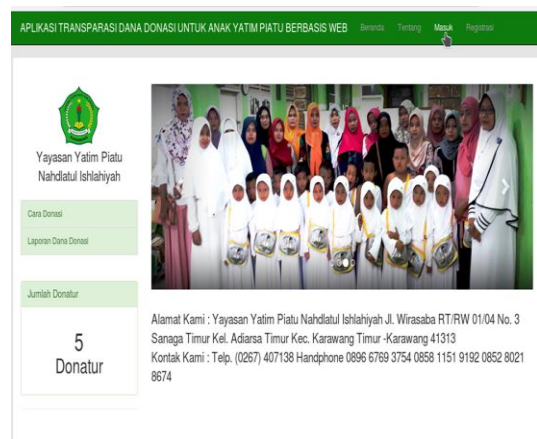 APLIKASI TRANSPARASI DANA DONASI UNTUK ANAK YATIM PIATU BERBASIS WEB Beranda Tentang Masuk Registrasi
Yayasan Yatim Piatu
Nahdlatul Ishlahiyah
Cara Donasi
Laporan Dana Donasi
Jumlah Donatur
5
Donatur
Alamat Kami : Yayasan Yatim Piatu Nahdlatul Ishlahiyah Jl. Wirasaba RT/RW 01/04 No. 3
Sanaga Timur Kel. Adiarsa Timur Kec. Karawang Timur -Karawang 41313
Kontak Kami : Telp. (0267) 407138 Handphone 0896 6769 3754 0858 1151 9192 0852 8021
8674